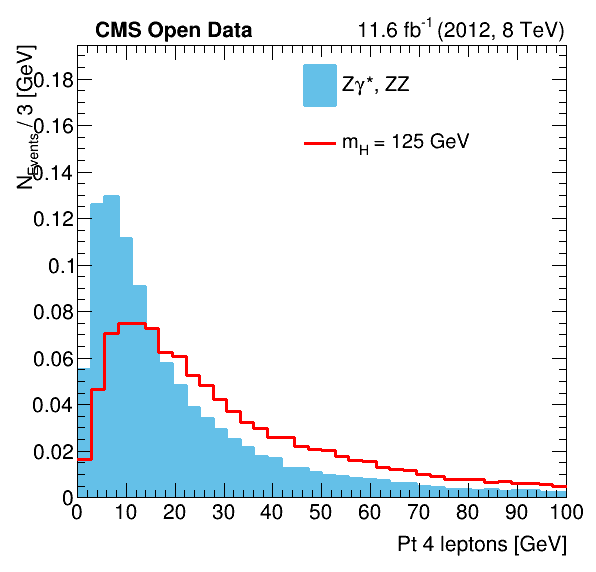 CMS Open Data 11.6 fb⁻¹ (2012, 8 TeV)
N_Events / 3 [GeV]
0.18
0.16
0.14
0.12
0.1
0.08
0.06
0.04
0.02
0
Zγ*, ZZ
m_H = 125 GeV
0 10 20 30 40 50 60 70 80 90 100
Pt 4 leptons [GeV]